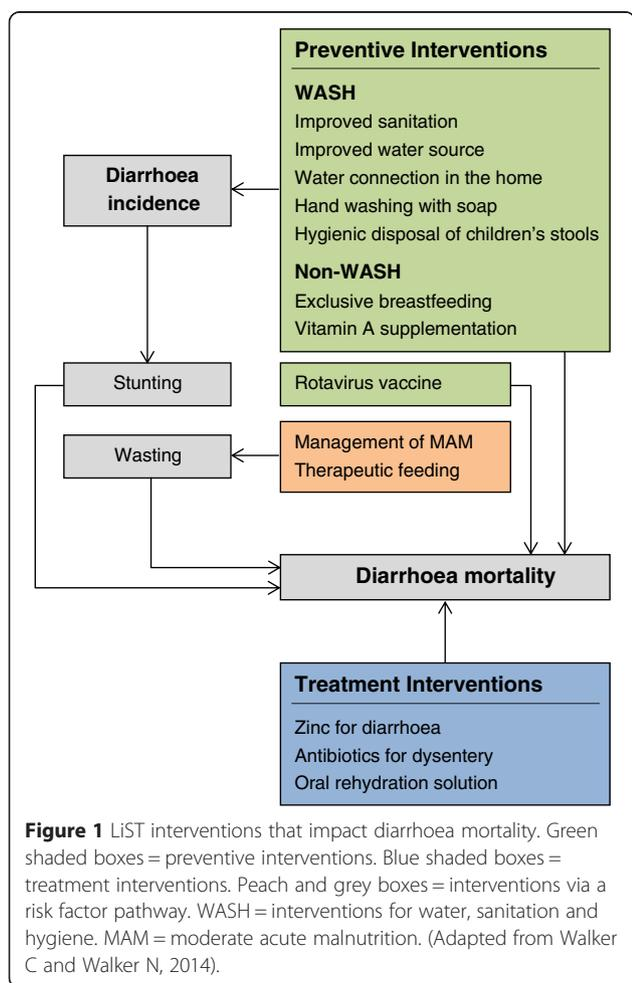 Preventive Interventions
WASH
Improved sanitation
Improved water source
Water connection in the home
Hand washing with soap
Hygienic disposal of children's stools
Non-WASH
Exclusive breastfeeding
Vitamin A supplementation
Diarrhoea
incidence
Stunting
Rotavirus vaccine
Wasting
Management of MAM
Therapeutic feeding
Diarrhoea mortality
Treatment Interventions
Zinc for diarrhoea
Antibiotics for dysentery
Oral rehydration solution
Figure 1 LiST interventions that impact diarrhoea mortality. Green
shaded boxes = preventive interventions. Blue shaded boxes =
treatment interventions. Peach and grey boxes = interventions via a
risk factor pathway. WASH = interventions for water, sanitation and
hygiene. MAM = moderate acute malnutrition. (Adapted from Walker
C and Walker N, 2014).